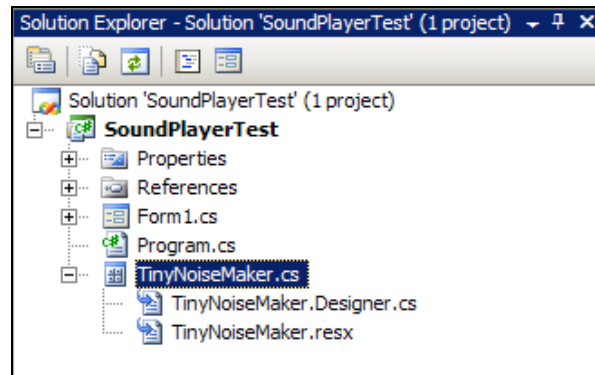 Solution Explorer - Solution 'SoundPlayerTest' (1 project)
Solution 'SoundPlayerTest' (1 project)
SoundPlayerTest
Properties
References
Form1.cs
Program.cs
TinyNoiseMaker.cs
TinyNoiseMaker.Designer.cs
TinyNoiseMaker.resx